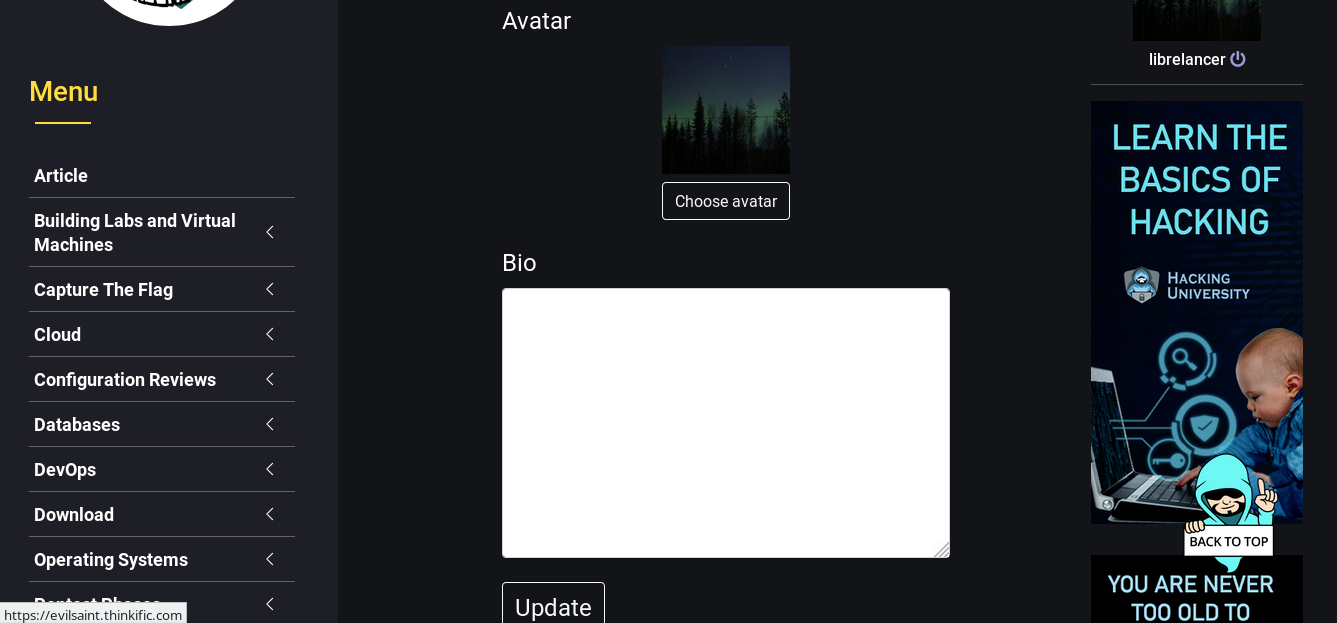 Menu
Article
Building Labs and Virtual
Machines
Capture The Flag
Cloud
Configuration Reviews
Databases
DevOps
Download
Operating Systems
https://evilsaint.thinkific.com
Avatar
Choose avatar
Bio
Update
librelancer
LEARN THE
BASICS OF
HACKING
HACKING
UNIVERSITY
BACK TO TOP
YOU ARE NEVER
TOO OLD TO